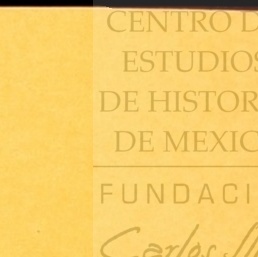 CENTRO D
ESTUDIOS
DE HISTOR
DE MEXIC
FUNDACI
Carlos